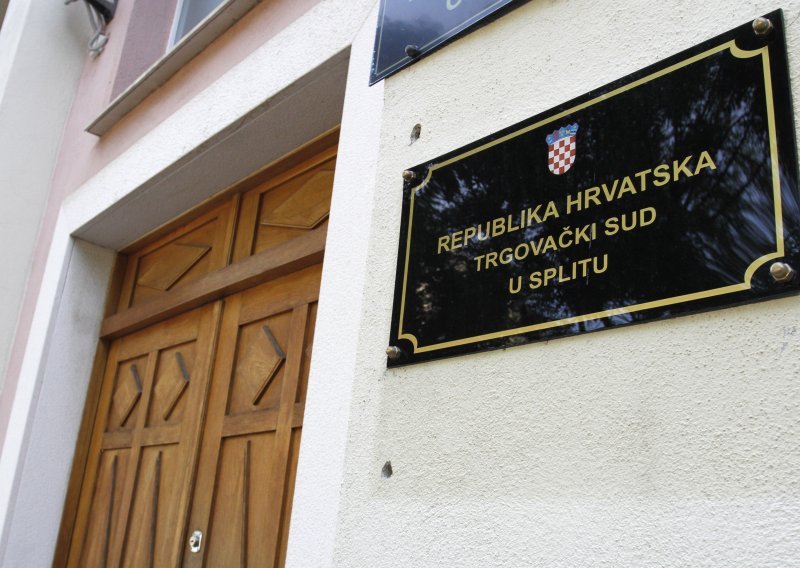 REPUBLIKA HRVATSKA
TRGOVAČKI SUD
U SPLITU